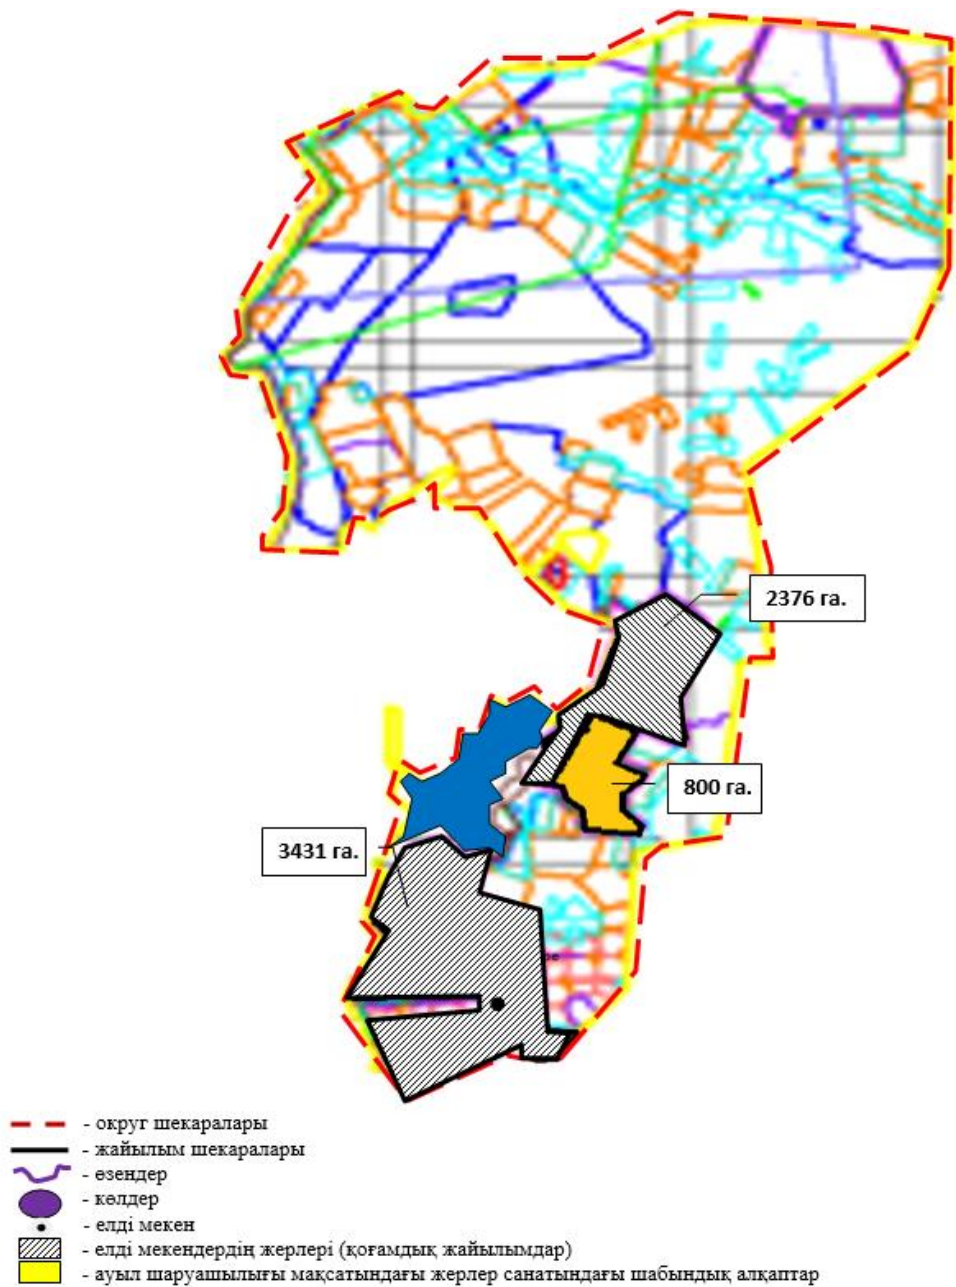 2376 га.
800 га.
3431 га.
- округ шекаралары
- жайылым шекаралары
- өзендер
- көлдер
- елді мекен
- елді мекендердің жерлері (қоғамдық жайылымдар)
- ауыл шаруашылығы мақсатындағы жерлер санатындағы шабындық алқаптар